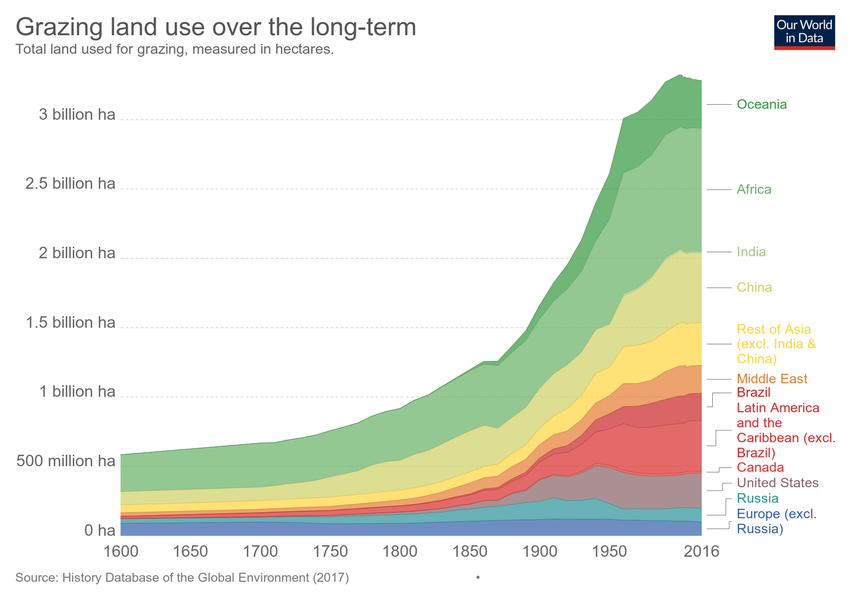 Grazing land use over the long-term
Total land used for grazing, measured in hectares.
Our World
in Data
3 billion ha
2.5 billion ha
2 billion ha
1.5 billion ha
1 billion ha
500 million ha
0 ha
1600
1650
1700
1750
1800
1850
1900
1950
2016
Oceania
Africa
India
China
Rest of Asia
(excl. India &
China)
Middle East
Brazil
Latin America
and the
Caribbean (excl.
Brazil)
Canada
United States
Russia
Europe (excl.
Russia)
Source: History Database of the Global Environment (2017)
•